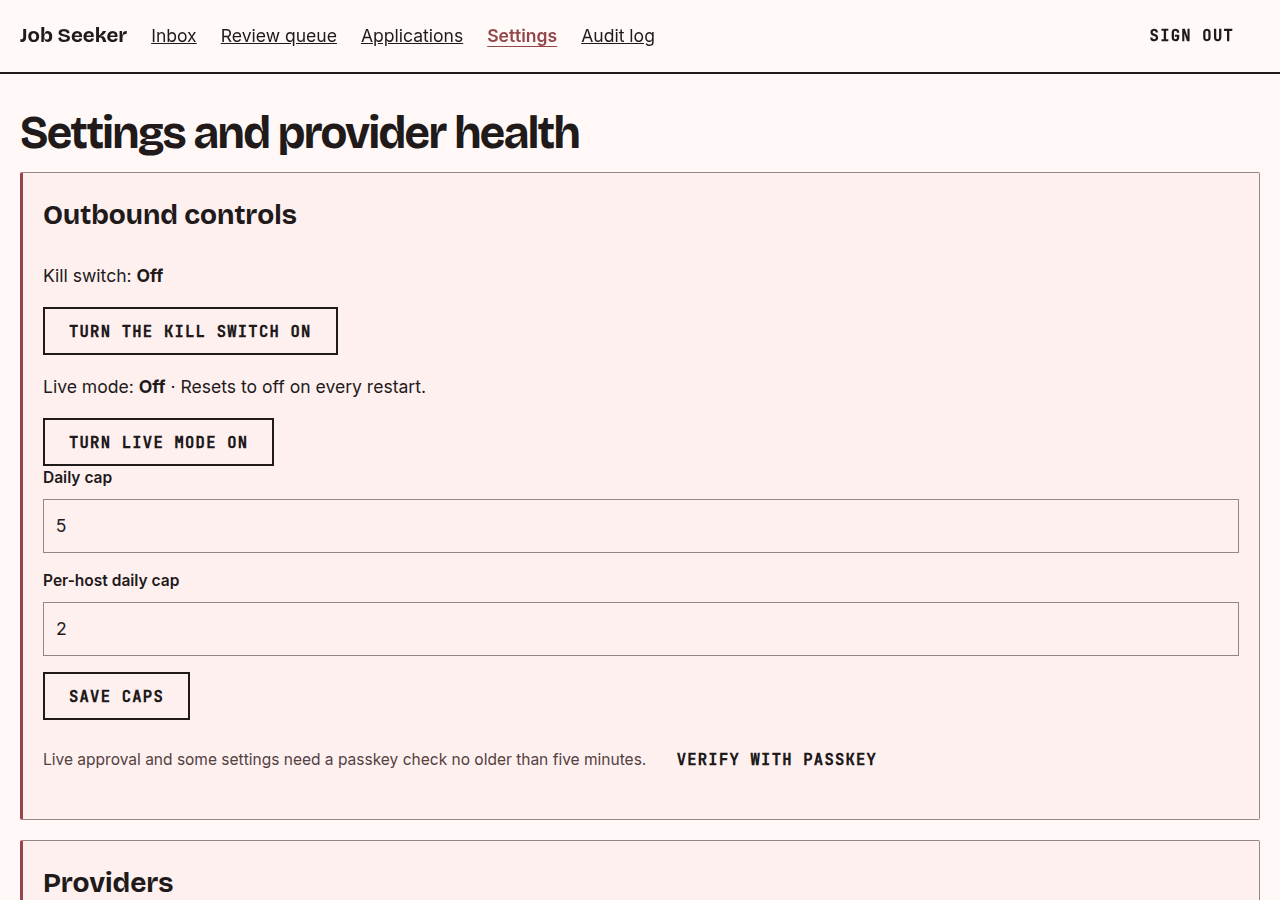 Job Seeker Inbox Review queue Applications Settings Audit log SIGN OUT
Settings and provider health
Outbound controls
Kill switch: Off
TURN THE KILL SWITCH ON
Live mode: Off · Resets to off on every restart.
TURN LIVE MODE ON
Daily cap
5
Per-host daily cap
2
SAVE CAPS
Live approval and some settings need a passkey check no older than five minutes. VERIFY WITH PASSKEY
Providers